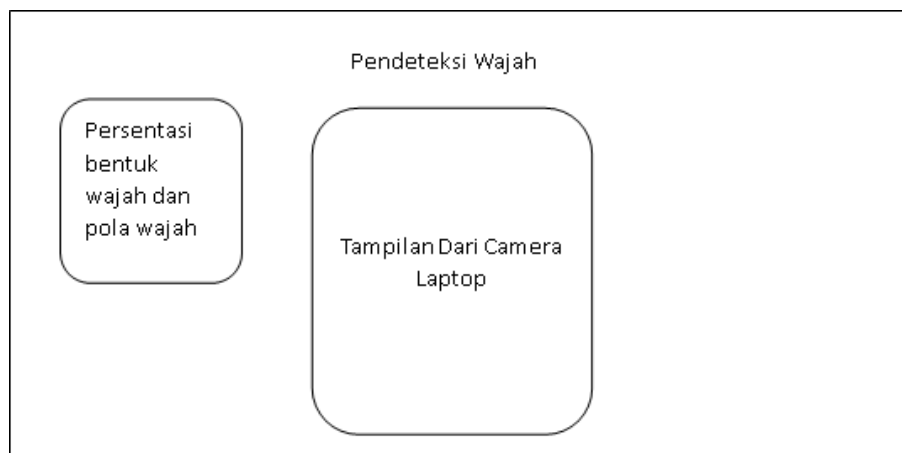 Pendeteksi Wajah
Persentasi
bentuk
wajah dan
pola wajah
Tampilan Dari Camera
Laptop